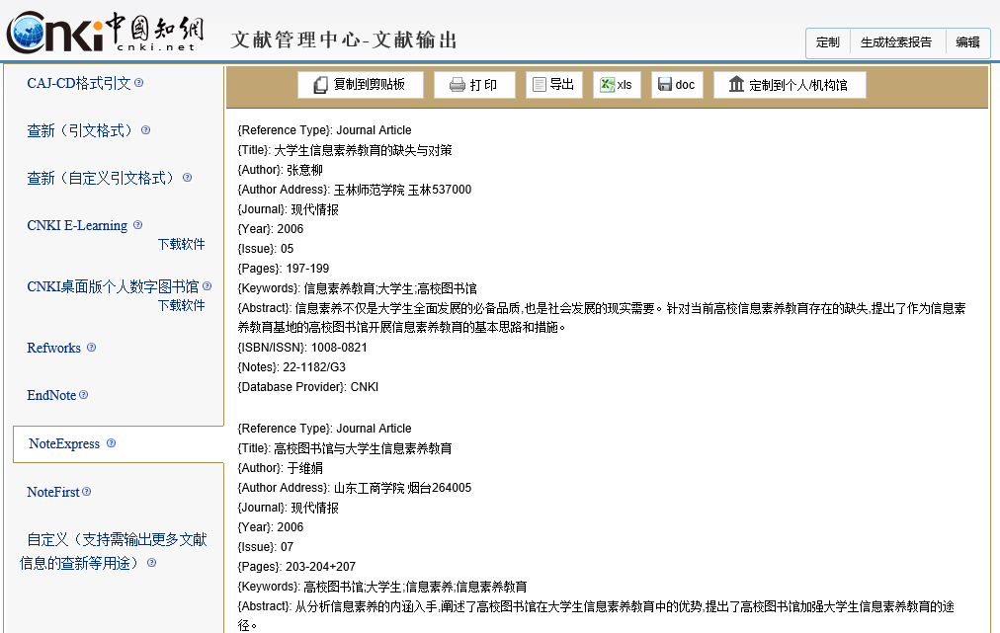 Cnki中國知網
cnki.net
文献管理中心-文献输出
定制 生成检索报告 编辑
CAJ-CD格式引文
查新（引文格式）
查新（自定义引文格式）
CNKI E-Learning
下载软件
CNKI桌面版个人数字图书馆
下载软件
Refworks
EndNote
NoteExpress
NoteFirst
自定义（支持需输出更多文献
信息的查新等用途）
复制到剪贴板 打印 导出 xls doc 定制到个人/机构馆
{Reference Type}: Journal Article
{Title}: 大学生信息素养教育的缺失与对策
{Author}: 张意柳
{Author Address}: 玉林师范学院 玉林537000
{Journal}: 现代情报
{Year}: 2006
{Issue}: 05
{Pages}: 197-199
{Keywords}: 信息素养教育;大学生;高校图书馆
{Abstract}: 信息素养不仅是大学生全面发展的必备品质,也是社会发展的现实需要。针对当前高校信息素养教育存在的缺失,提出了作为信息素
养教育基地的高校图书馆开展信息素养教育的基本思路和措施。
{ISBN/ISSN}: 1008-0821
{Notes}: 22-1182/G3
{Database Provider}: CNKI
{Reference Type}: Journal Article
{Title}: 高校图书馆与大学生信息素养教育
{Author}: 于维娟
{Author Address}: 山东工商学院 烟台264005
{Journal}: 现代情报
{Year}: 2006
{Issue}: 07
{Pages}: 203-204+207
{Keywords}: 高校图书馆;大学生;信息素养;信息素养教育
{Abstract}: 从分析信息素养的内涵入手,阐述了高校图书馆在大学生信息素养教育中的优势,提出了高校图书馆加强大学生信息素养教育的途
径。